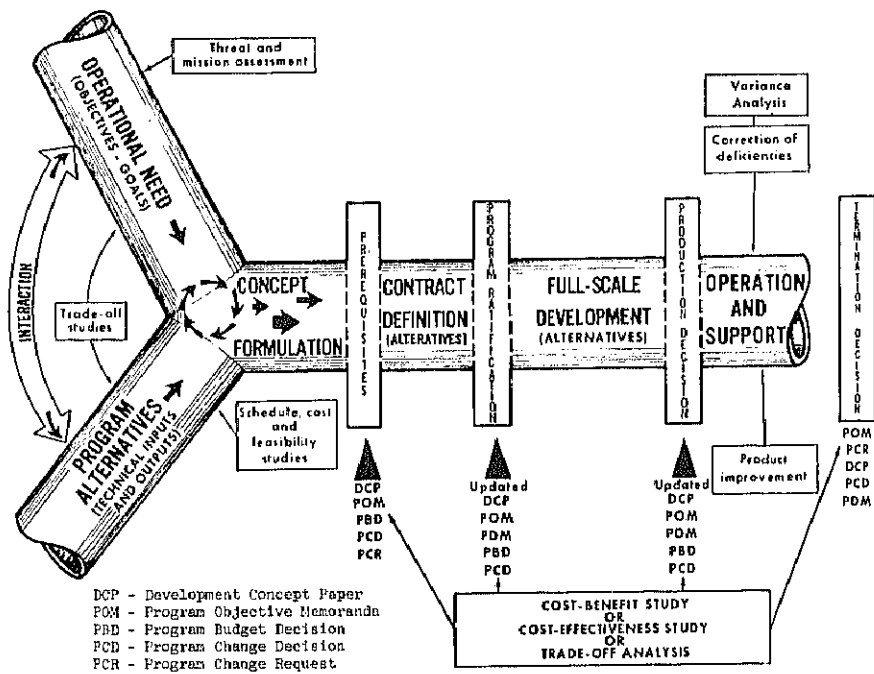 Threat and
mission assessment
OPERATIONAL NEED
(OBJECTIVES - GOALS)
INTERACTION
Trade-off
studies
PROGRAM
ALTERNATIVES
(TECHNICAL INPUTS
AND OUTPUTS)
Schedule, cost
and
feasibility
studies
CONCEPT
FORMULATION
PREREQUISITES
CONTRACT
DEFINITION
(ALTERATIVES)
PROGRAM RATIFICATION
FULL-SCALE
DEVELOPMENT
(ALTERNATIVES)
PRODUCTION DECISION
OPERATION
AND
SUPPORT
Variance
Analysis
Correction of
deficiencies
Product
improvement
TERMINATION DECISION
POM
PCR
DCP
PCD
PDM
DCP
POM
PBD
PCD
PCR
Updated
DCP
POM
PDM
PBD
PCD
Updated
DCP
POM
PDM
PBD
PCD
COST-BENEFIT STUDY
OR
COST-EFFECTIVENESS STUDY
OR
TRADE-OFF ANALYSIS
DCP - Development Concept Paper
POM - Program Objective Memoranda
PBD - Program Budget Decision
PCD - Program Change Decision
PCR - Program Change Request